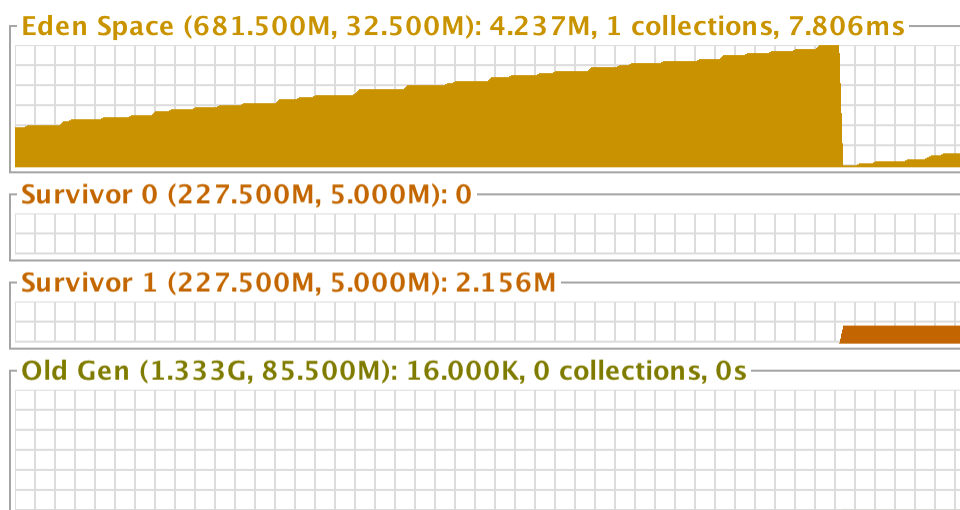 Eden Space (681.500M, 32.500M): 4.237M, 1 collections, 7.806ms
Survivor 0 (227.500M, 5.000M): 0
Survivor 1 (227.500M, 5.000M): 2.156M
Old Gen (1.333G, 85.500M): 16.000K, 0 collections, 0s